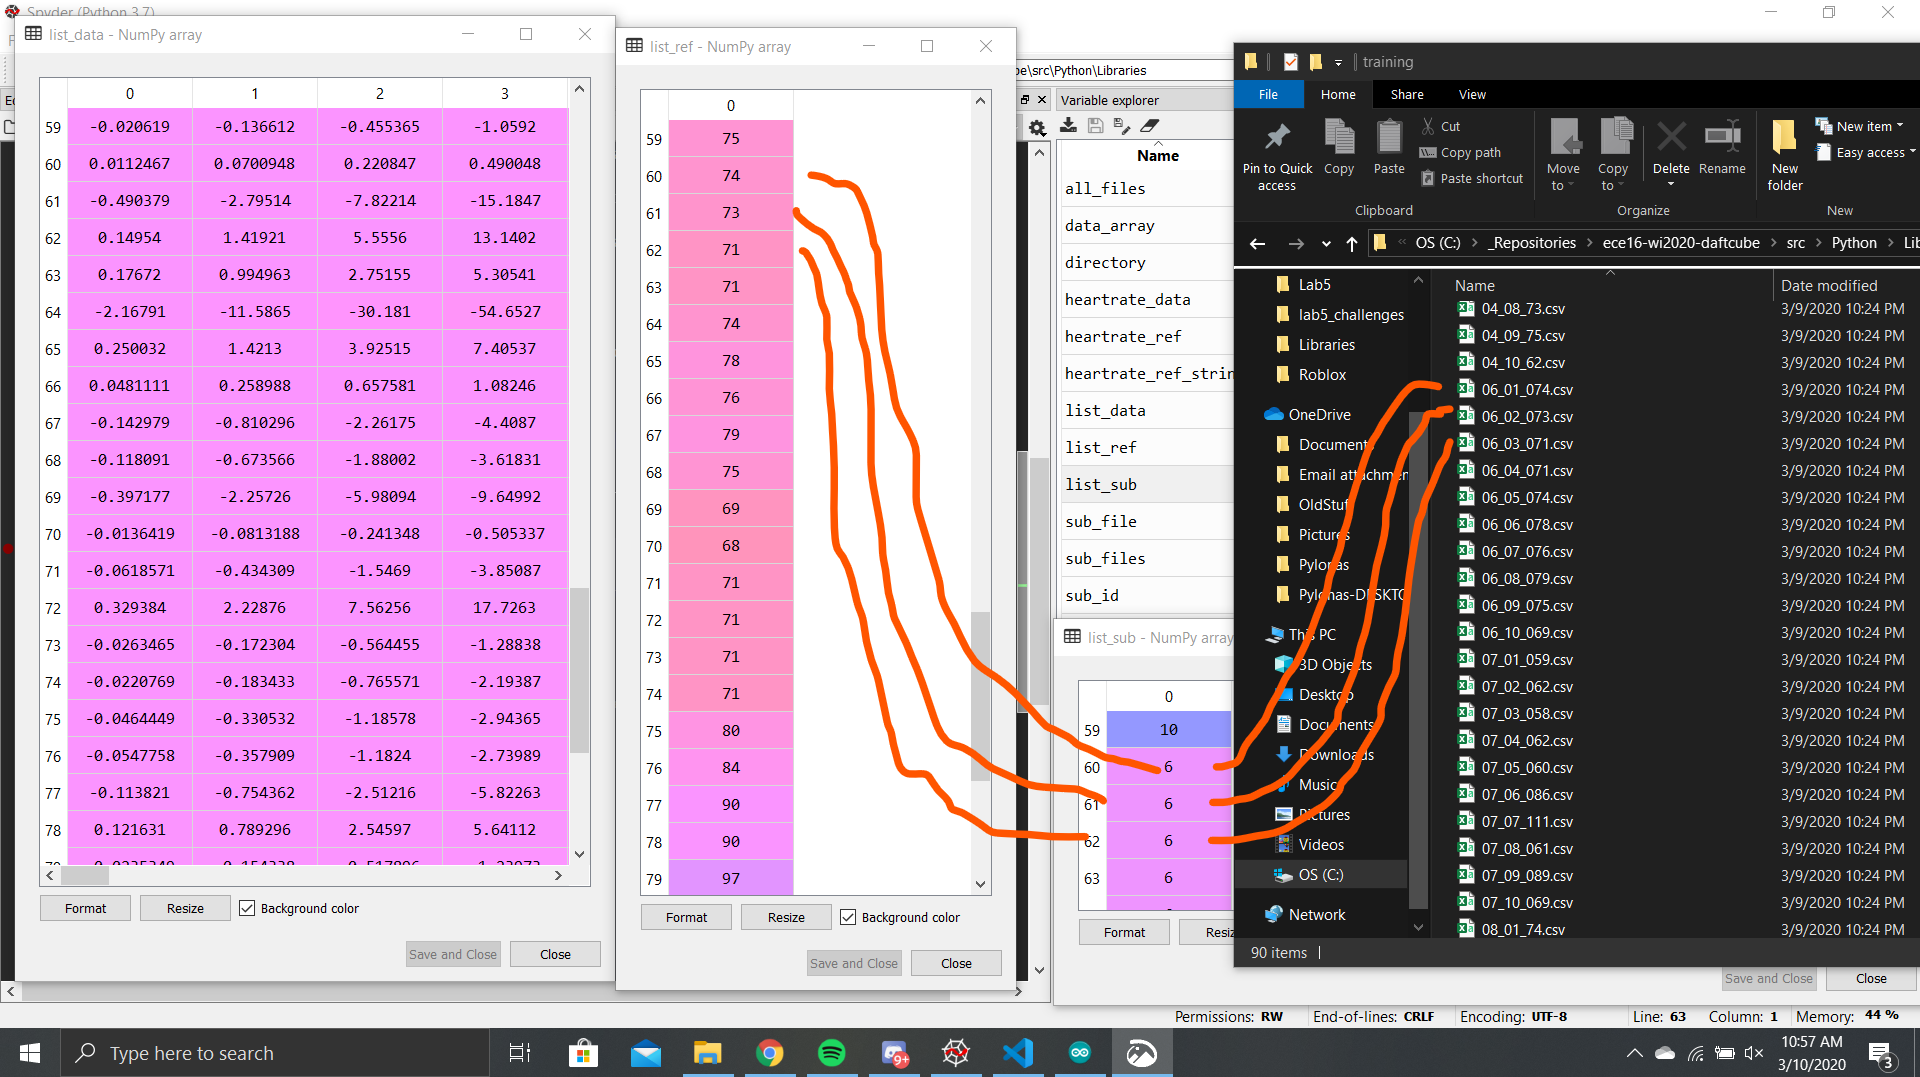 Spyder (Python 3.7)
list_data - NumPy array
0 1 2 3
59 -0.020619 -0.136612 -0.455365 -1.0592
60 0.0112467 0.0700948 0.220847 0.490048
61 -0.490379 -2.79514 -7.82214 -15.1847
62 0.14954 1.41921 5.5556 13.1402
63 0.17672 0.994963 2.75155 5.30541
64 -2.16791 -11.5865 -30.181 -54.6527
65 0.250032 1.4213 3.92515 7.40537
66 0.0481111 0.258988 0.657581 1.08246
67 -0.142979 -0.810296 -2.26175 -4.4087
68 -0.118091 -0.673566 -1.88002 -3.61831
69 -0.397177 -2.25726 -5.98094 -9.64992
70 -0.0136419 -0.0813188 -0.241348 -0.505337
71 -0.0618571 -0.434309 -1.5469 -3.85087
72 0.329384 2.22876 7.56256 17.7263
73 -0.0263465 -0.172304 -0.564455 -1.28838
74 -0.0220769 -0.183433 -0.765571 -2.19387
75 -0.0464449 -0.330532 -1.18578 -2.94365
76 -0.0547758 -0.357909 -1.1824 -2.73989
77 -0.113821 -0.754362 -2.51216 -5.82263
78 0.121631 0.789296 2.54597 5.64112
Format Resize Background color
Save and Close Close
list_ref - NumPy array
0
59 75
60 74
61 73
62 71
63 71
64 74
65 78
66 76
67 79
68 75
69 69
70 68
71 71
72 71
73 71
74 71
75 80
76 84
77 90
78 90
79 97
Format Resize Background color
Save and Close Close
be\src\Python\Libraries
Variable explorer
Name
all_files
data_array
directory
heartrate_data
heartrate_ref
heartrate_ref_strin
list_data
list_ref
list_sub
sub_file
sub_files
sub_id
list_sub - NumPy array
0
59 10
60 6
61 6
62 6
63 6
Format Resiz
Save and Close Close
training
File Home Share View
Pin to Quick access
Copy
Paste
Cut
Copy path
Paste shortcut
Clipboard
Move to
Copy to
Delete
Rename
Organize
New folder
New item
Easy access
New
« OS (C:) > _Repositories > ece16-wi2020-daftcube > src > Python > Lib
Lab5
lab5_challenges
Libraries
Roblox
OneDrive
Document
Email attachmen
OldStuf
Pictures
Pylonas
Pylonas-DESKTO
This PC
3D Objects
Desktop
Documents
Downloads
Music
Pictures
Videos
OS (C:)
Network
Name Date modified
04_08_73.csv 3/9/2020 10:24 PM
04_09_75.csv 3/9/2020 10:24 PM
04_10_62.csv 3/9/2020 10:24 PM
06_01_074.csv 3/9/2020 10:24 PM
06_02_073.csv 3/9/2020 10:24 PM
06_03_071.csv 3/9/2020 10:24 PM
06_04_071.csv 3/9/2020 10:24 PM
06_05_074.csv 3/9/2020 10:24 PM
06_06_078.csv 3/9/2020 10:24 PM
06_07_076.csv 3/9/2020 10:24 PM
06_08_079.csv 3/9/2020 10:24 PM
06_09_075.csv 3/9/2020 10:24 PM
06_10_069.csv 3/9/2020 10:24 PM
07_01_059.csv 3/9/2020 10:24 PM
07_02_062.csv 3/9/2020 10:24 PM
07_03_058.csv 3/9/2020 10:24 PM
07_04_062.csv 3/9/2020 10:24 PM
07_05_060.csv 3/9/2020 10:24 PM
07_06_086.csv 3/9/2020 10:24 PM
07_07_111.csv 3/9/2020 10:24 PM
07_08_061.csv 3/9/2020 10:24 PM
07_09_089.csv 3/9/2020 10:24 PM
07_10_069.csv 3/9/2020 10:24 PM
08_01_74.csv 3/9/2020 10:24 PM
90 items
Permissions: RW End-of-lines: CRLF Encoding: UTF-8 Line: 63 Column: 1 Memory: 44 %
Type here to search
9+
10:57 AM
3/10/2020
3